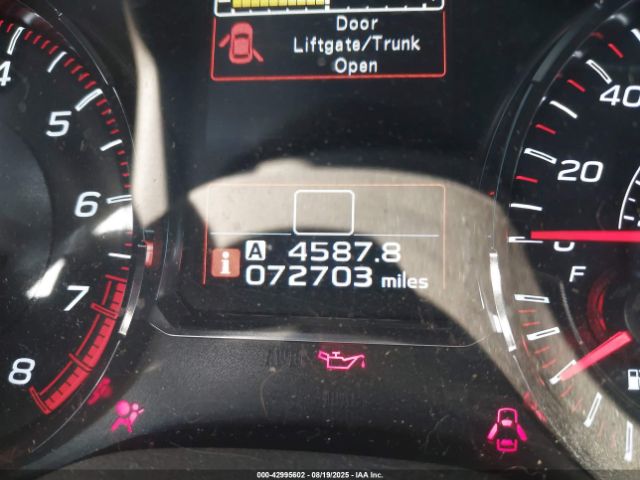 Door
Liftgate/Trunk
Open
4
5
6
7
8
40
20
0
F
i
A 4587.8
072703 miles
000-42995602 - 08/19/2025 - Copyright © IAA, Inc.